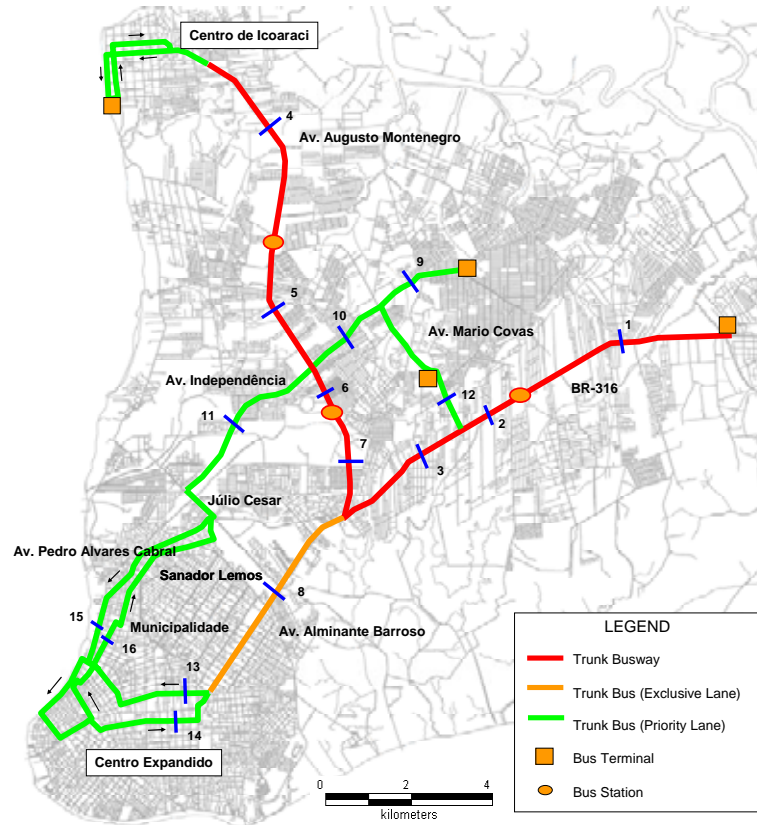 Centro de Icoaraci
4
Av. Augusto Montenegro
9
5
10
1
Av. Mario Covas
Av. Independência
6
BR-316
12
11
2
7
3
Júlio Cesar
Av. Pedro Alvares Cabral
Sanador Lemos
8
15
Municipalidade
Av. Alminante Barroso
16
13
14
Centro Expandido
LEGEND
Trunk Busway
Trunk Bus (Exclusive Lane)
Trunk Bus (Priority Lane)
Bus Terminal
Bus Station
0 2 4
kilometers